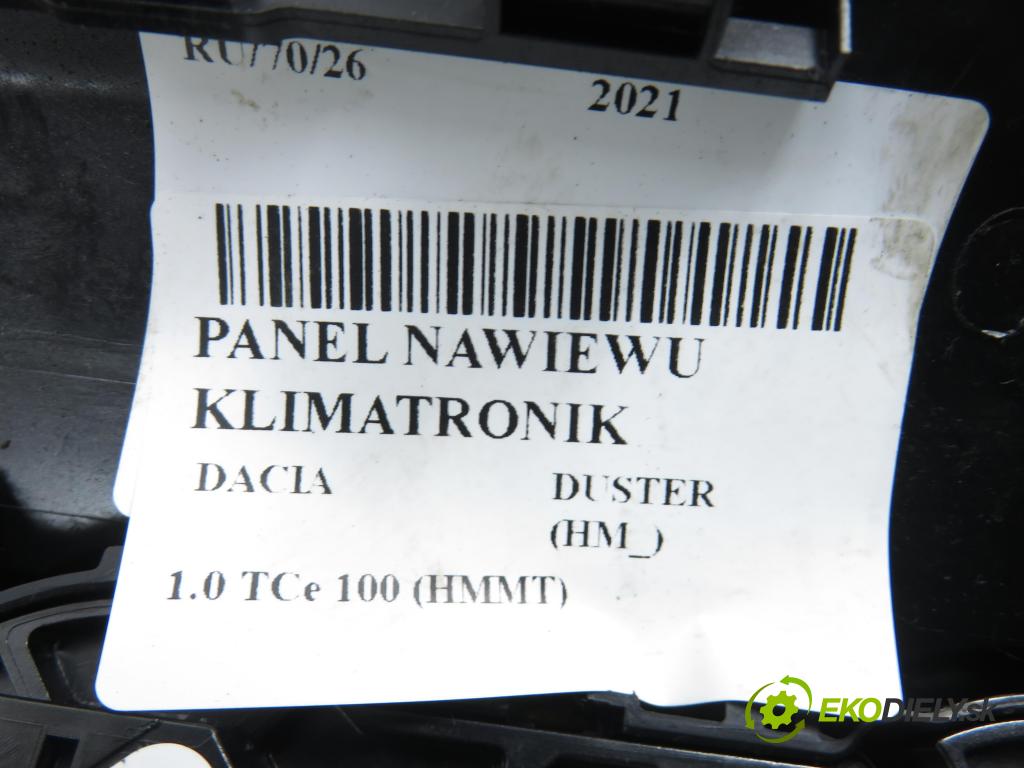 RU/70/26
2021
PANEL NAWIEWU
KLIMATRONIK
DACIA DUSTER
(HM_)
1.0 TCe 100 (HMMT)
EKODIELY.sk